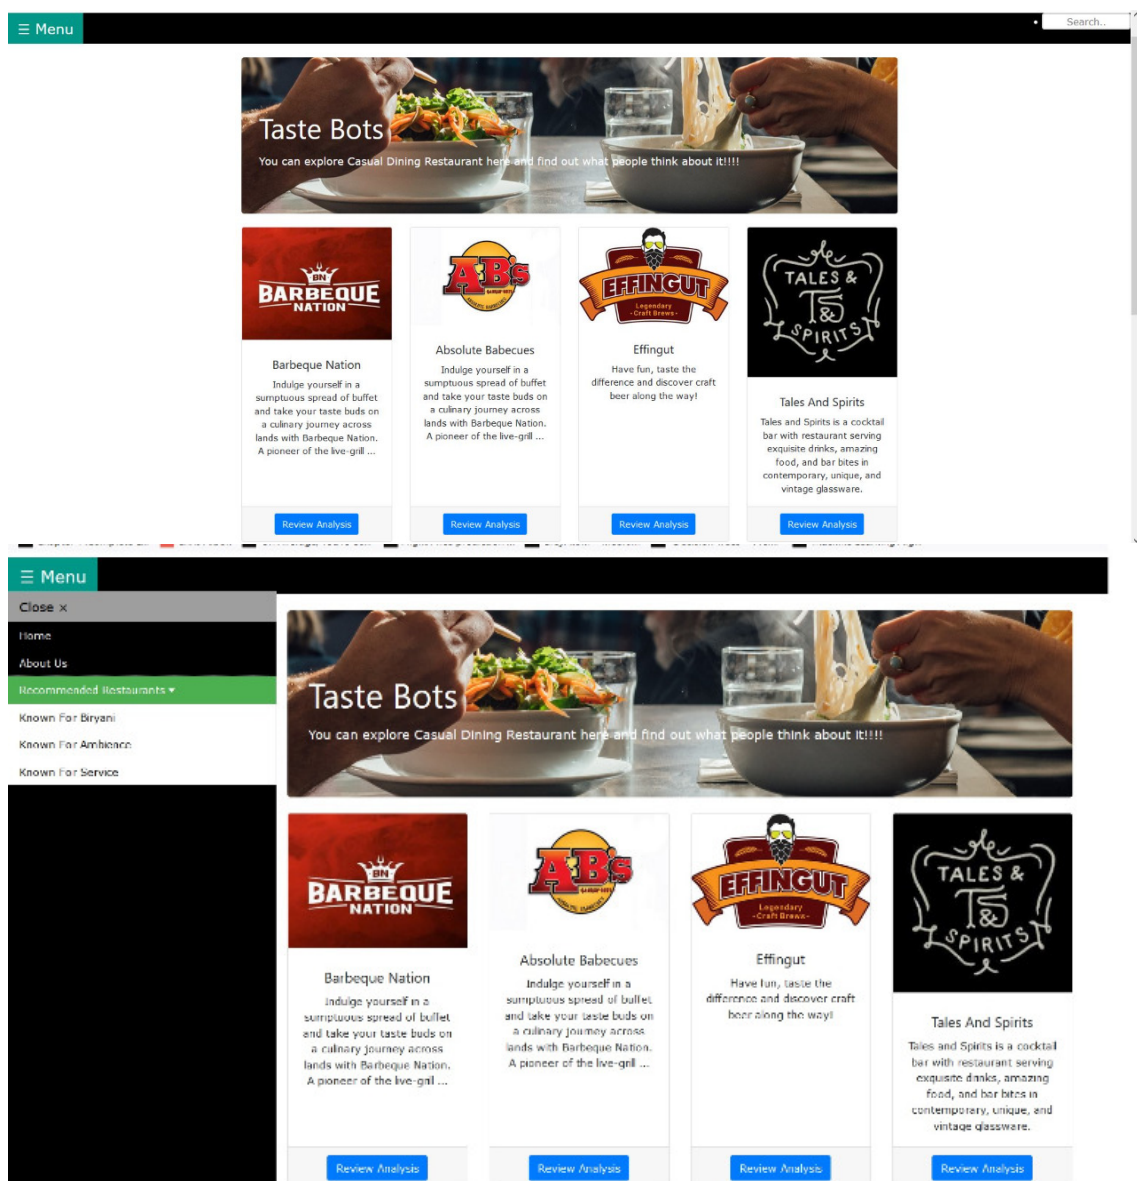 ☰ Menu
Search..
Taste Bots
You can explore Casual Dining Restaurant here and find out what people think about it!!!!
BN
BARBEQUE
NATION
Barbeque Nation
Indulge yourself in a
sumptuous spread of buffet
and take your taste buds on
a culinary journey across
lands with Barbeque Nation.
A pioneer of the live-grill ...
Review Analysis
AB's
ABSOLUTE BARBECUES
Absolute Babecues
Indulge yourself in a
sumptuous spread of buffet
and take your taste buds on
a culinary journey across
lands with Barbeque Nation.
A pioneer of the live-grill ...
Review Analysis
EFFINGUT
Legendary
-Craft Brews-
Effingut
Have fun, taste the
difference and discover craft
beer along the way!
Review Analysis
TALES &
TS
&
SPIRITS
Tales And Spirits
Tales and Spirits is a cocktail
bar with restaurant serving
exquisite drinks, amazing
food, and bar bites in
contemporary, unique, and
vintage glassware.
Review Analysis
☰ Menu
Close ×
Home
About Us
Recommended Restaurants ▾
Known For Biryani
Known For Ambience
Known For Service
Taste Bots
You can explore Casual Dining Restaurant here and find out what people think about it!!!!
BN
BARBEQUE
NATION
Barbeque Nation
Indulge yourself in a
sumptuous spread of buffet
and take your taste buds on
a culinary journey across
lands with Barbeque Nation.
A pioneer of the live-grill ...
Review Analysis
AB's
Absolute Babecues
Indulge yourself in a
sumptuous spread of buffet
and take your taste buds on
a culinary journey across
lands with Barbeque Nation.
A pioneer of the live-grill ...
Review Analysis
EFFINGUT
Legendary
-Craft Brews-
Effingut
Have fun, taste the
difference and discover craft
beer along the way!
Review Analysis
TALES &
TS
&
SPIRITS
Tales And Spirits
Tales and Spirits is a cocktail
bar with restaurant serving
exquisite drinks, amazing
food, and bar bites in
contemporary, unique, and
vintage glassware.
Review Analysis